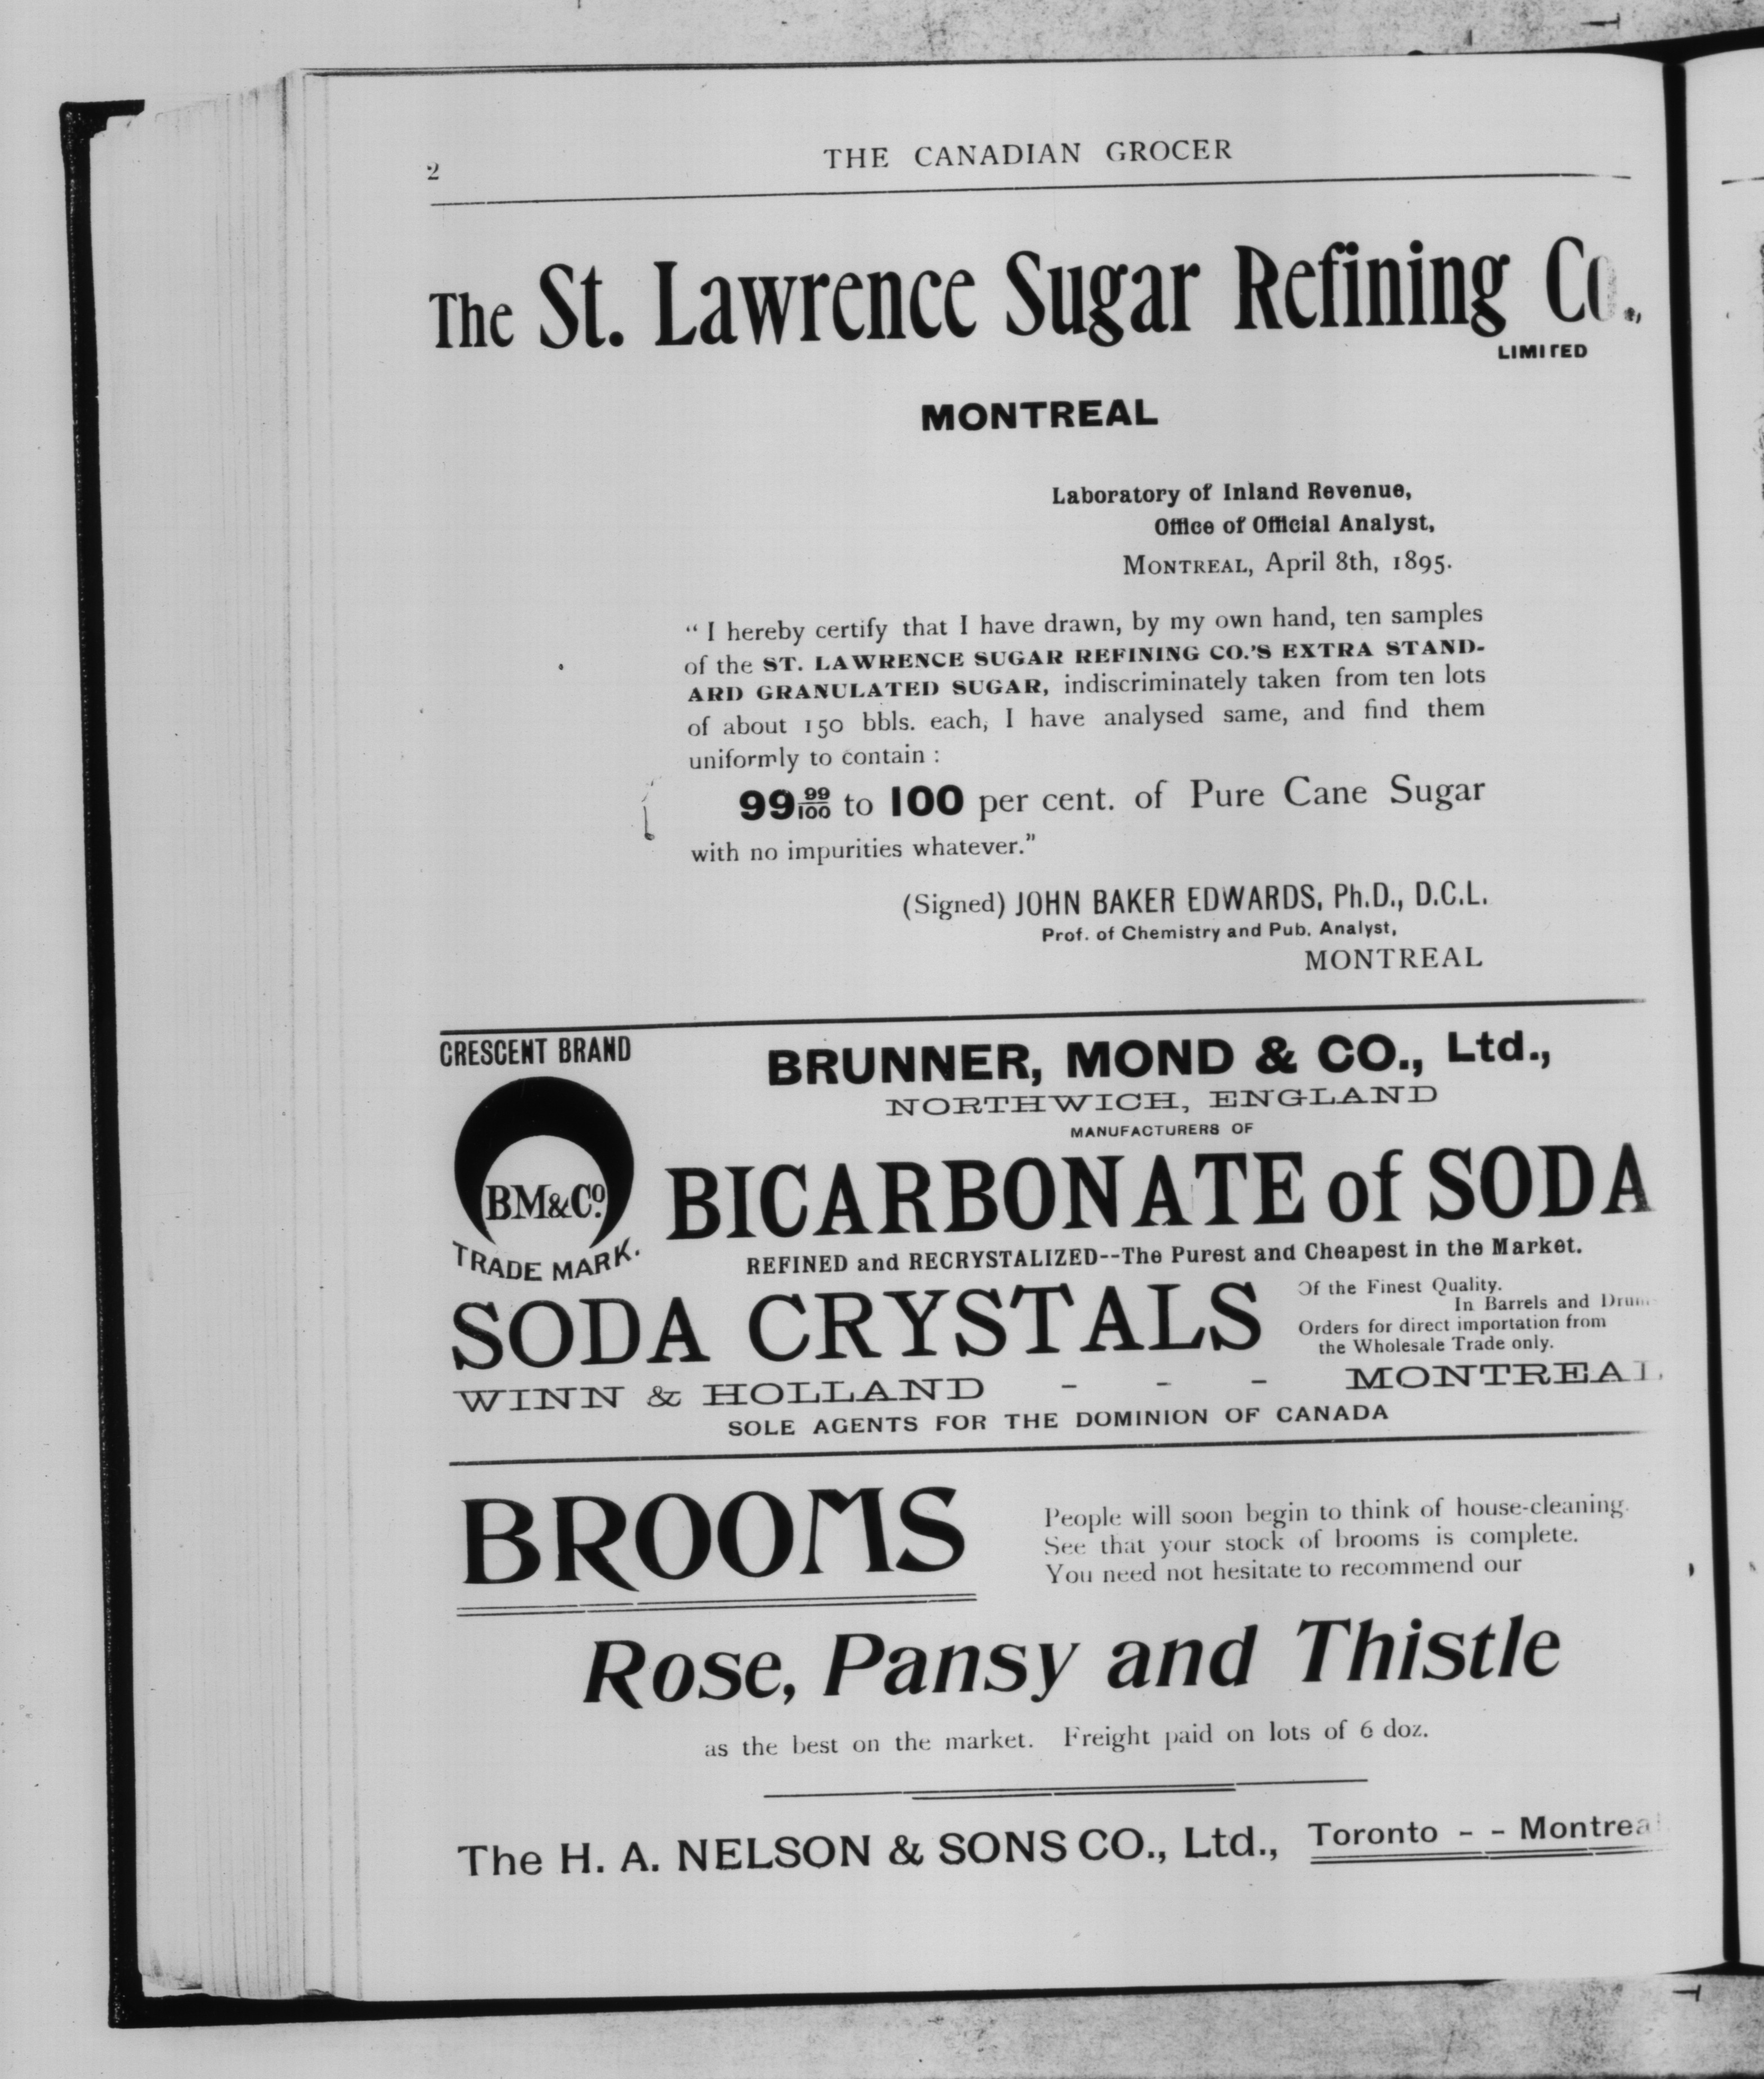 2
THE CANADIAN GROCER
The St. Lawrence Sugar Refining Co.,
LIMITED
MONTREAL
Laboratory of Inland Revenue,
Office of Official Analyst,
MONTREAL, April 8th, 1895.
“ I hereby certify that I have drawn, by my own hand, ten samples
of the ST. LAWRENCE SUGAR REFINING CO.'S EXTRA STAND-
ARD GRANULATED SUGAR, indiscriminately taken from ten lots
of about 150 bbls. each, I have analysed same, and find them
uniformly to contain :
99 99/100 to 100 per cent. of Pure Cane Sugar
with no impurities whatever.”
(Signed) JOHN BAKER EDWARDS, Ph.D., D.C.L.
Prof. of Chemistry and Pub. Analyst,
MONTREAL
CRESCENT BRAND
BM&Co.
TRADE MARK.
BRUNNER, MOND & CO., Ltd.,
NORTHWICH, ENGLAND
MANUFACTURERS OF
BICARBONATE of SODA
REFINED and RECRYSTALIZED--The Purest and Cheapest in the Market.
SODA CRYSTALS
Of the Finest Quality.
In Barrels and Drums
Orders for direct importation from
the Wholesale Trade only.
WINN & HOLLAND - - - MONTREAL
SOLE AGENTS FOR THE DOMINION OF CANADA
BROOMS
People will soon begin to think of house-cleaning.
See that your stock of brooms is complete.
You need not hesitate to recommend our
Rose, Pansy and Thistle
as the best on the market. Freight paid on lots of 6 doz.
The H. A. NELSON & SONS CO., Ltd., Toronto - - Montreal